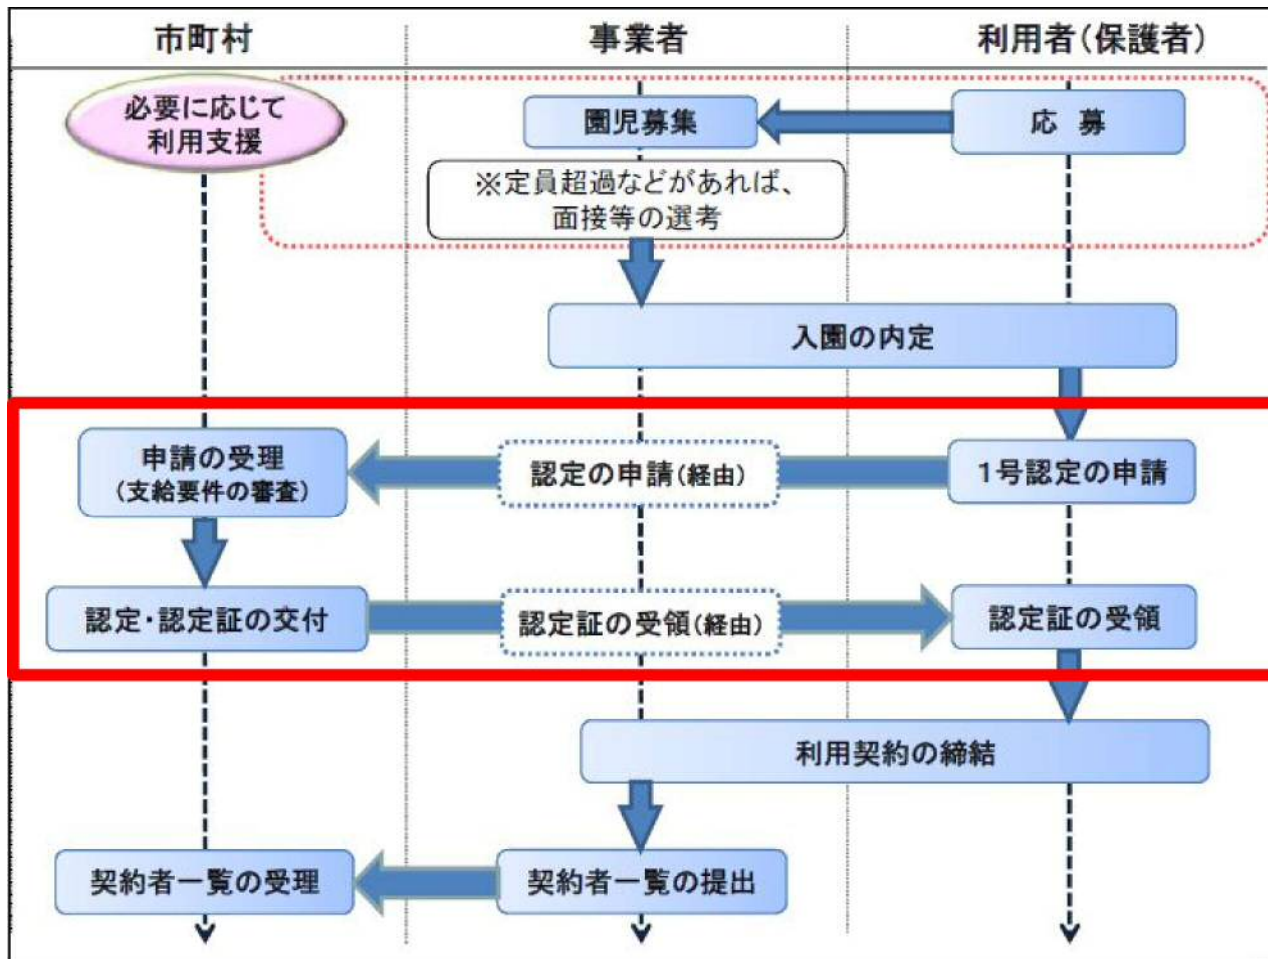 市町村
事業者
利用者(保護者)
必要に応じて
利用支援
園児募集
応 募
※定員超過などがあれば、
面接等の選考
入園の内定
申請の受理
(支給要件の審査)
認定の申請(経由)
1号認定の申請
認定・認定証の交付
認定証の受領(経由)
認定証の受領
利用契約の締結
契約者一覧の受理
契約者一覧の提出